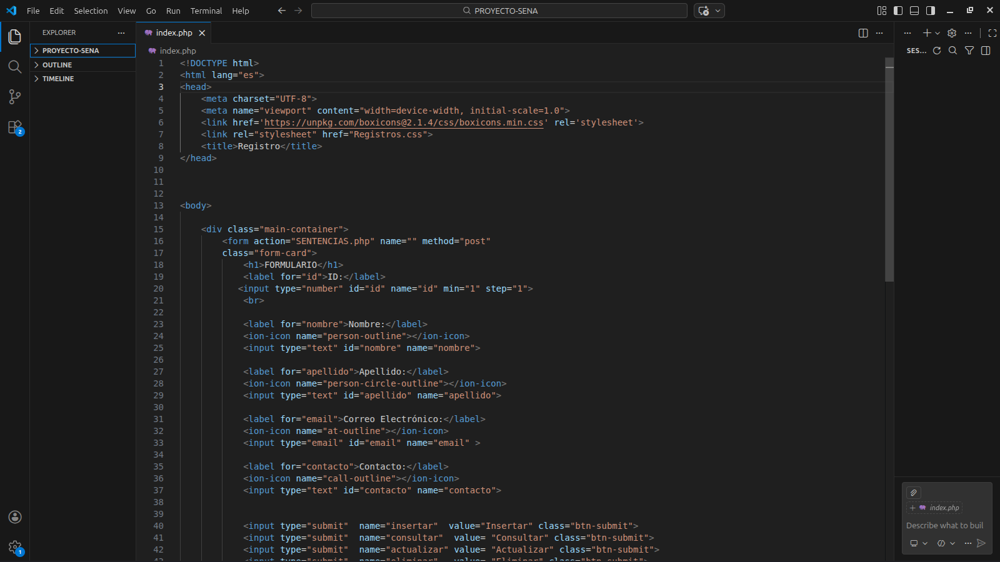 File Edit Selection View Go Run Terminal Help
PROYECTO-SENA
EXPLORER
PROYECTO-SENA
OUTLINE
TIMELINE
2
1
index.php
index.php
1 <!DOCTYPE html>
2 <html lang="es">
3 <head>
4 <meta charset="UTF-8">
5 <meta name="viewport" content="width=device-width, initial-scale=1.0">
6 <link href='https://unpkg.com/boxicons@2.1.4/css/boxicons.min.css' rel='stylesheet'>
7 <link rel="stylesheet" href="Registros.css">
8 <title>Registro</title>
9 </head>
10
11
12
13 <body>
14
15 <div class="main-container">
16 <form action="SENTENCIAS.php" name="" method="post"
17 class="form-card">
18 <h1>FORMULARIO</h1>
19 <label for="id">ID:</label>
20 <input type="number" id="id" name="id" min="1" step="1">
21 <br>
22
23 <label for="nombre">Nombre:</label>
24 <ion-icon name="person-outline"></ion-icon>
25 <input type="text" id="nombre" name="nombre">
26
27 <label for="apellido">Apellido:</label>
28 <ion-icon name="person-circle-outline"></ion-icon>
29 <input type="text" id="apellido" name="apellido">
30
31 <label for="email">Correo Electrónico:</label>
32 <ion-icon name="at-outline"></ion-icon>
33 <input type="email" id="email" name="email" >
34
35 <label for="contacto">Contacto:</label>
36 <ion-icon name="call-outline"></ion-icon>
37 <input type="text" id="contacto" name="contacto">
38
39
40 <input type="submit"  name="insertar"  value="Insertar" class="btn-submit">
41 <input type="submit"  name="consultar"  value= "Consultar" class="btn-submit">
42 <input type="submit"  name="actualizar" value= "Actualizar" class="btn-submit">
43 <input type="submit"  name="eliminar"   value= "Eliminar" class="btn-submit">
SES...
index.php
Describe what to buil